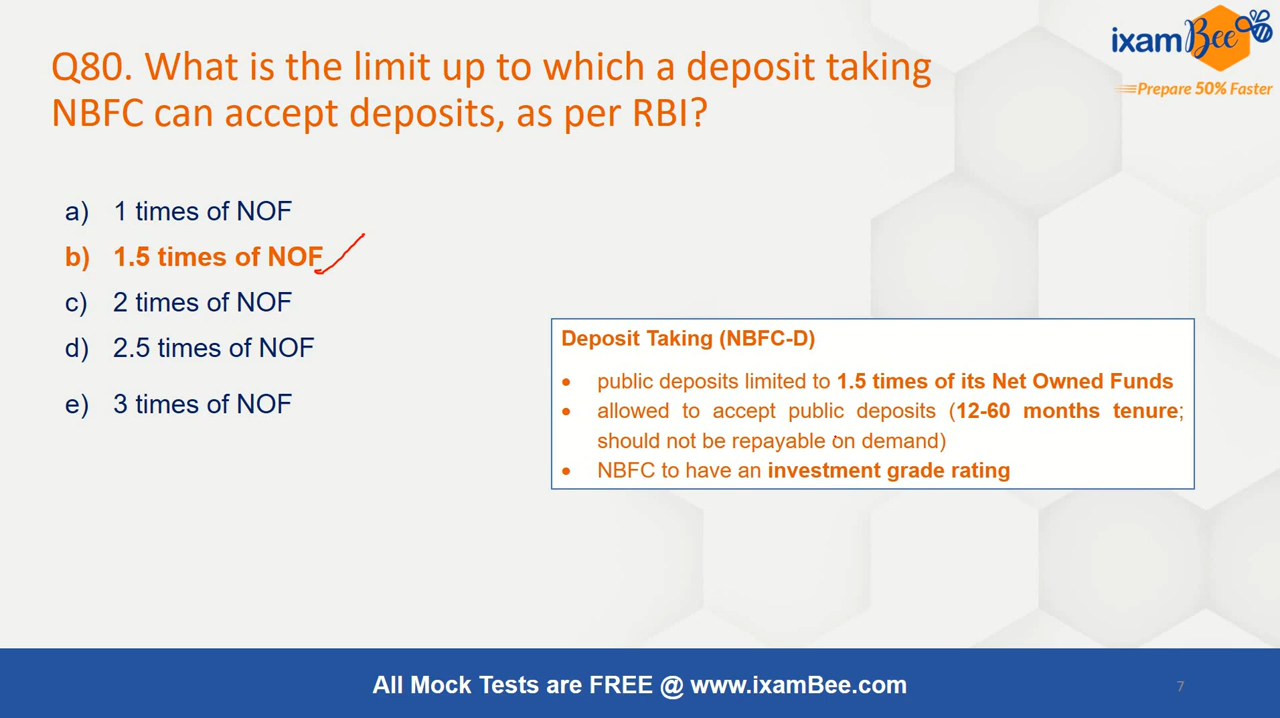 Q80. What is the limit up to which a deposit taking
NBFC can accept deposits, as per RBI?
ixamBee
Prepare 50% Faster
a) 1 times of NOF
b) 1.5 times of NOF
c) 2 times of NOF
d) 2.5 times of NOF
e) 3 times of NOF
Deposit Taking (NBFC-D)
• public deposits limited to 1.5 times of its Net Owned Funds
• allowed to accept public deposits (12-60 months tenure;
should not be repayable on demand)
• NBFC to have an investment grade rating
All Mock Tests are FREE @ www.ixamBee.com
7